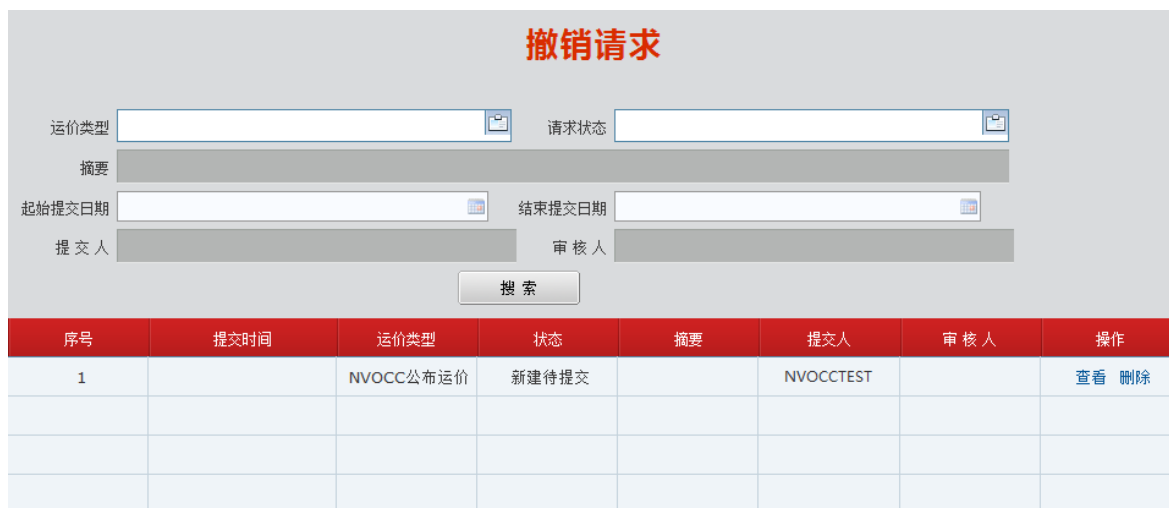 撤销请求
运价类型 请求状态
摘要
起始提交日期 结束提交日期
提 交 人 审 核 人
搜 索
序号 提交时间 运价类型 状态 摘要 提交人 审 核 人 操作
1 NVOCC公布运价 新建待提交 NVOCCTEST 查看 删除